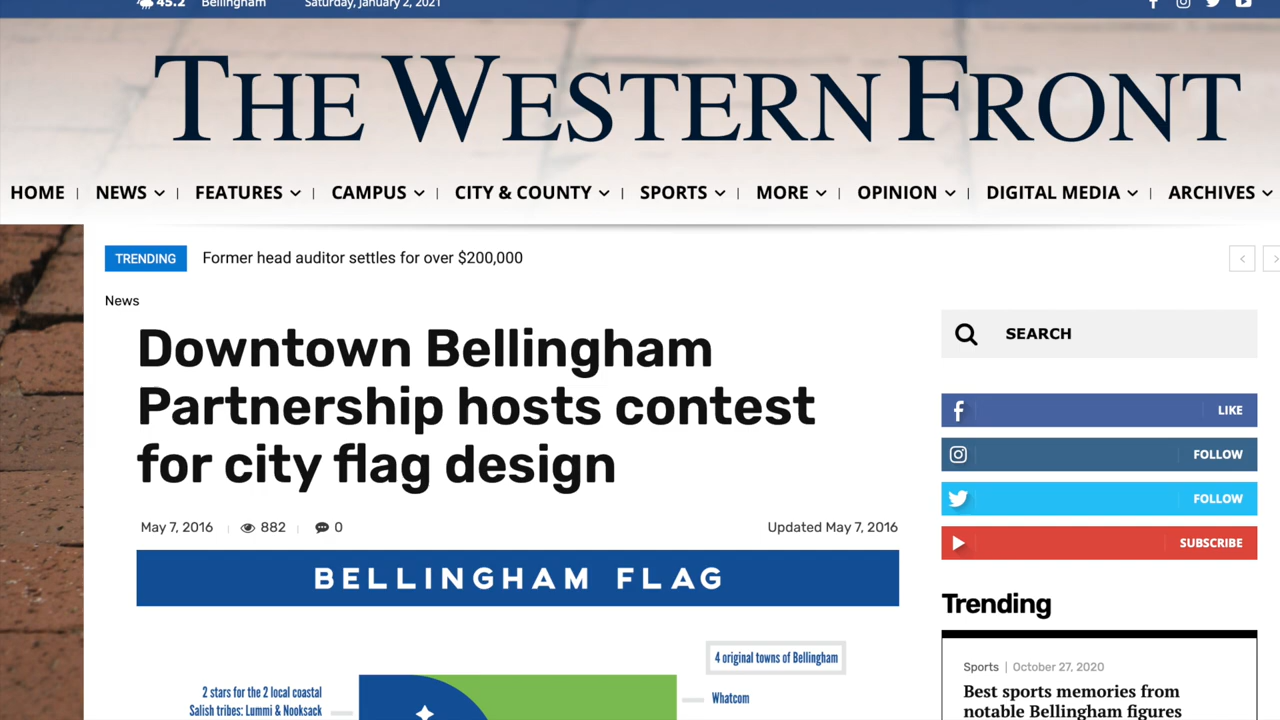 45.2 Bellingham Saturday, January 2, 2021
THE WESTERN FRONT
HOME NEWS FEATURES CAMPUS CITY & COUNTY SPORTS MORE OPINION DIGITAL MEDIA ARCHIVES
TRENDING Former head auditor settles for over $200,000
News
Downtown Bellingham
Partnership hosts contest
for city flag design
May 7, 2016 882 0 Updated May 7, 2016
BELLINGHAM FLAG
4 original towns of Bellingham
2 stars for the 2 local coastal
Salish tribes: Lummi & Nooksack
Whatcom
SEARCH
LIKE
FOLLOW
FOLLOW
SUBSCRIBE
Trending
Sports | October 27, 2020
Best sports memories from
notable Bellingham figures